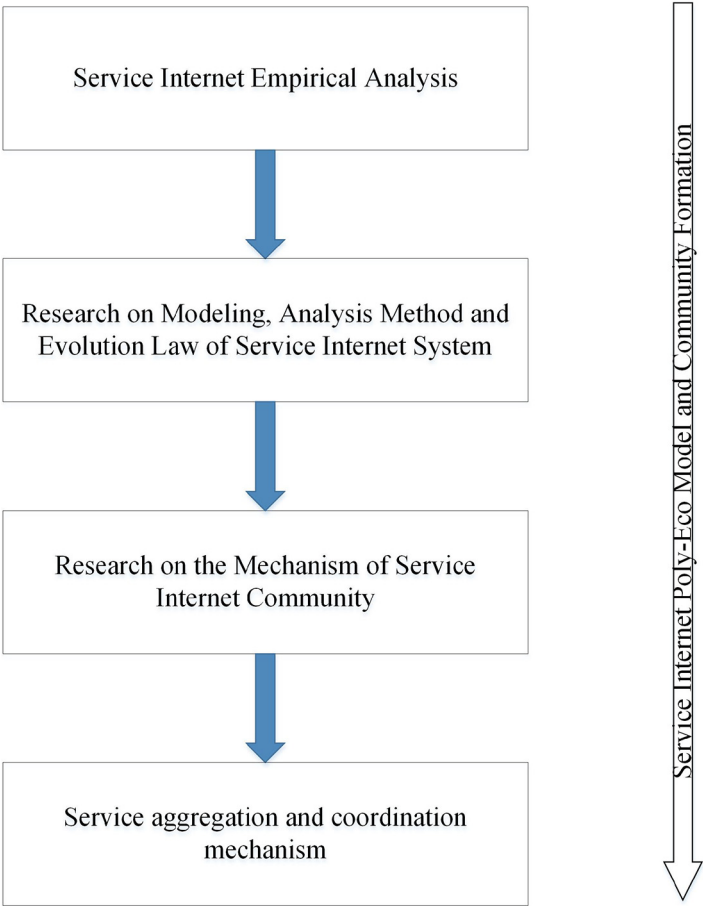 Service Internet Empirical Analysis
Research on Modeling, Analysis Method and
Evolution Law of Service Internet System
Research on the Mechanism of Service
Internet Community
Service aggregation and coordination
mechanism
Service Internet Poly-Eco Model and Community Formation